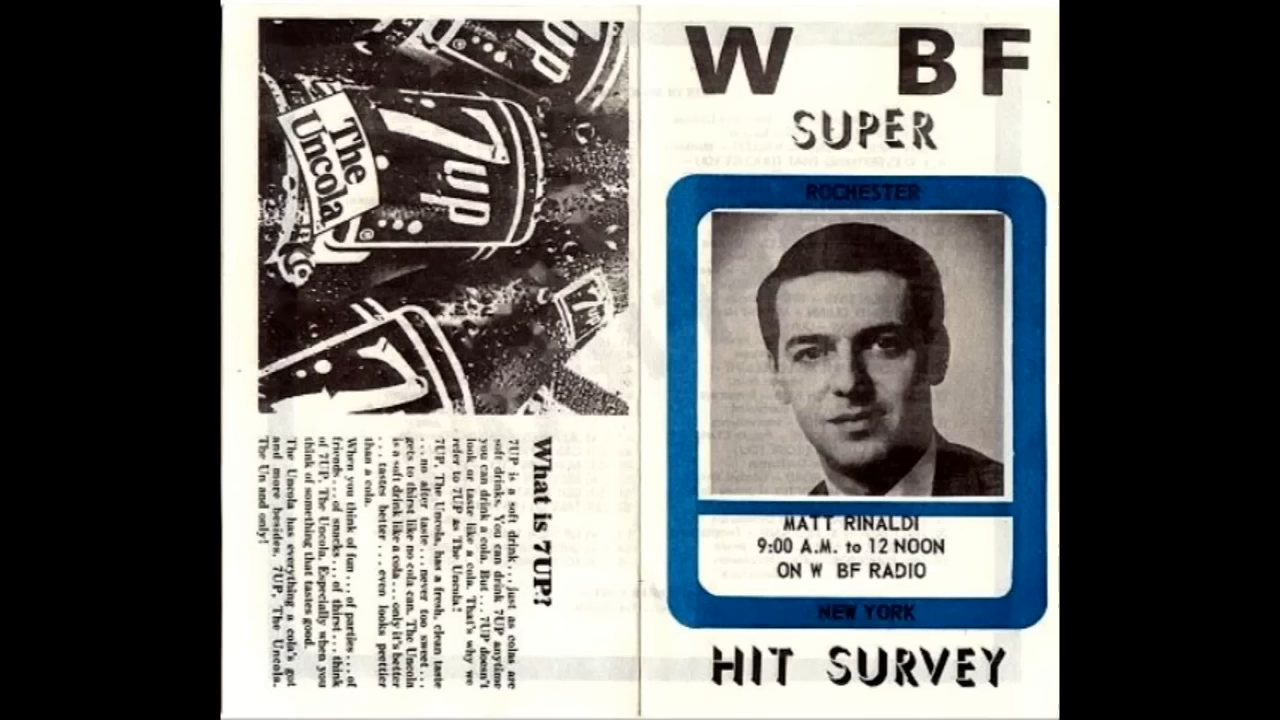 7up
7up
The
Uncola
7up
7
What is 7UP?
7UP is a soft drink...just as colas are
soft drinks. You can drink 7UP anytime
you can drink a cola. But...7UP doesn't
look or taste like a cola. That's why we
refer to 7UP as The Uncola!
7UP, The Uncola, has a fresh, clean taste
...no after taste...never too sweet...
gets to thirst like no cola can. The Uncola
is a soft drink like a cola...only it's better
...tastes better...even looks prettier
than a cola.
When you think of fun...of parties...of
friends...of snacks...of thirst...think
of 7UP, The Uncola. Especially when you
think of something that tastes good.
The Uncola has everything a cola's got
and more besides. 7UP, The Uncola.
The Un and only!
W BF
SUPER
ROCHESTER
MATT RINALDI
9:00 A.M. to 12 NOON
ON W BF RADIO
NEW YORK
HIT SURVEY